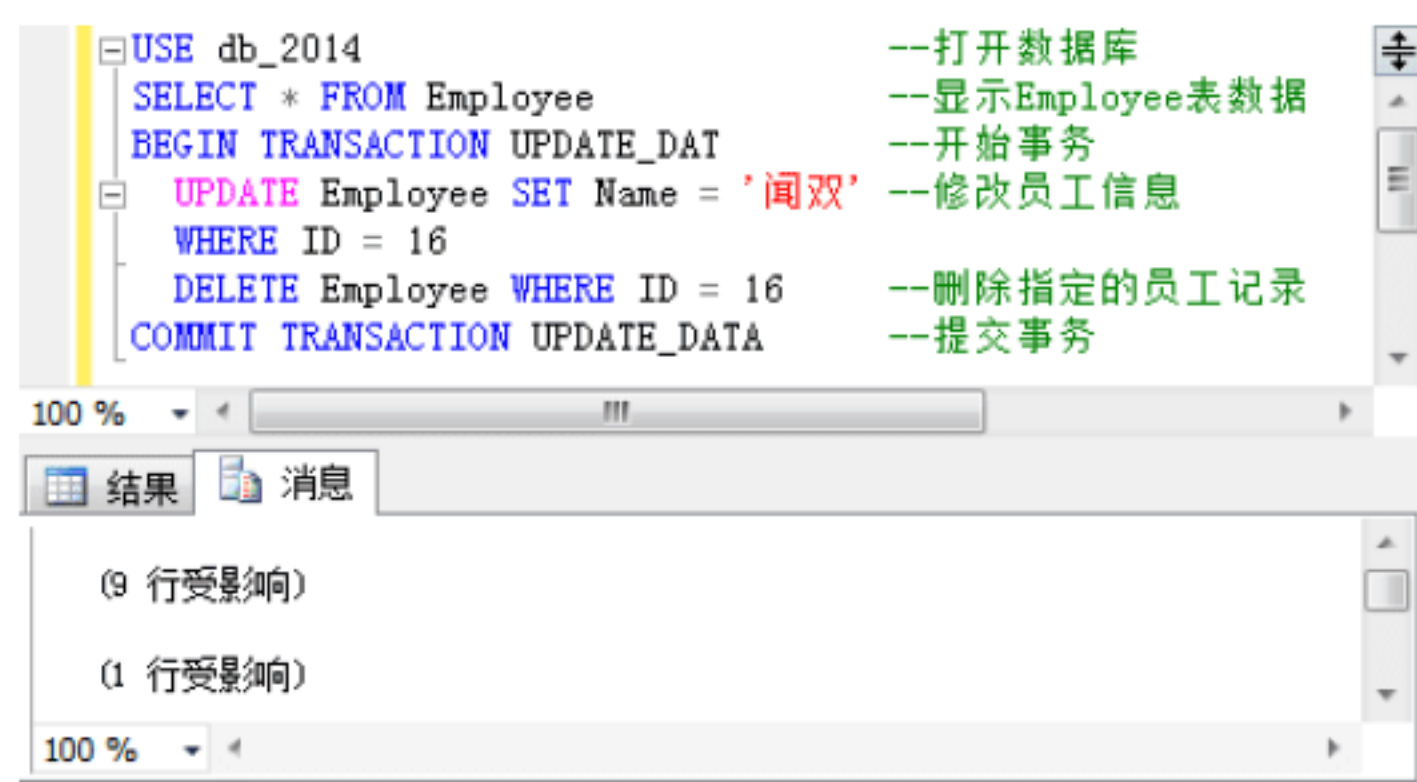 USE db_2014 --打开数据库
SELECT * FROM Employee --显示Employee表数据
BEGIN TRANSACTION UPDATE_DAT --开始事务
UPDATE Employee SET Name = '闻双' --修改员工信息
WHERE ID = 16
DELETE Employee WHERE ID = 16 --删除指定的员工记录
COMMIT TRANSACTION UPDATE_DATA --提交事务
100 %
结果 消息
(9 行受影响)
(1 行受影响)
100 %